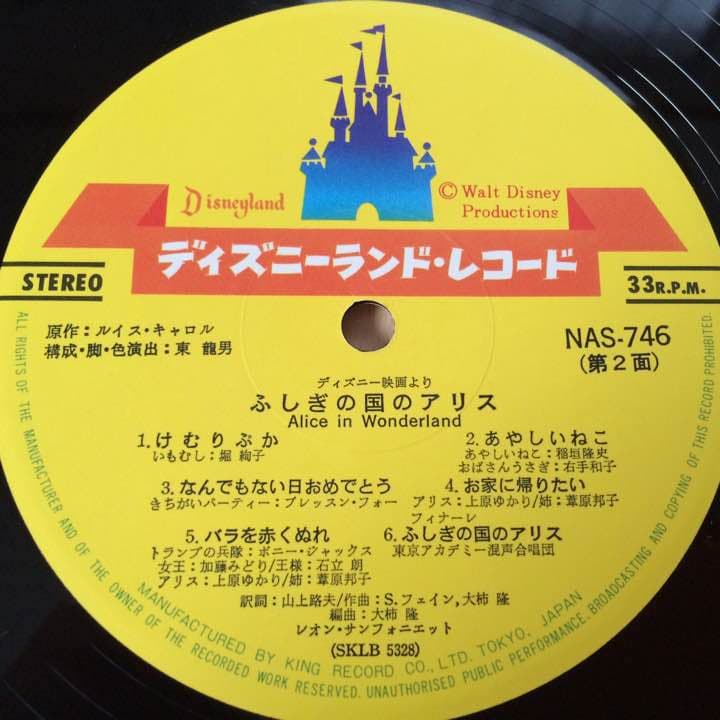 Disneyland
© Walt Disney
Productions
ディズニーランド・レコード
STEREO
33R.P.M.
原作：ルイス・キャロル
構成・脚・色演出：東 龍男
NAS-746
(第2面)
ディズニー映画より
ふしぎの国のアリス
Alice in Wonderland
1.けむりぷか
いもむし：堀 絢子
2.あやしいねこ
あやしいねこ：稲垣隆史
おばさんうさぎ：右手和子
3.なんでもない日おめでとう
きちがいパーティー：ブレッスン・フォー
4.お家に帰りたい
アリス：上原ゆかり/姉：葦原邦子
フィナーレ
5.バラを赤くぬれ
トランプの兵隊：ボニー・ジャックス
女王：加藤みどり/王様：石立 朗
アリス：上原ゆかり/姉：葦原邦子
6.ふしぎの国のアリス
東京アカデミー混声合唱団
訳詞：山上路夫/作曲：S.フェイン,大柿 隆
編曲：大柿 隆
レオン・サンフォニエット
(SKLB 5328)
MANUFACTURED BY KING RECORD CO., LTD. TOKYO, JAPAN
ALL RIGHTS OF THE MANUFACTURER AND OF THE OWNER OF THE RECORDED WORK RESERVED. UNAUTHORISED PUBLIC PERFORMANCE. BROADCASTING AND COPYING OF THIS RECORD PROHIBITED.